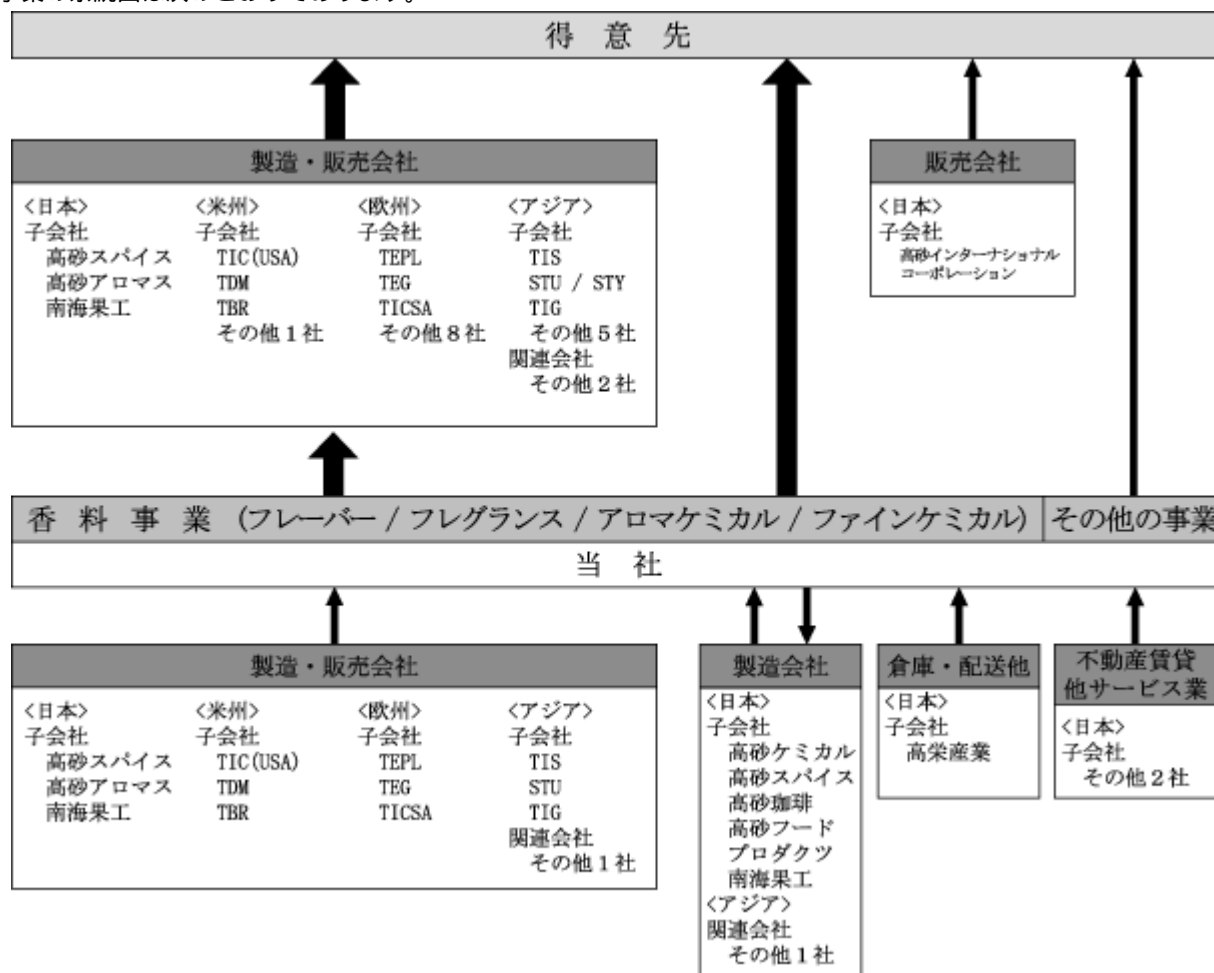 事業の系統図は次のとおりであります。
得意先
製造・販売会社
<日本>
子会社
高砂スパイス
高砂アロマス
南海果工
<米州>
子会社
TIC(USA)
TDM
TBR
その他1社
<欧州>
子会社
TEPL
TEG
TICSA
その他8社
<アジア>
子会社
TIS
STU / STY
TIG
その他5社
関連会社
その他2社
販売会社
<日本>
子会社
高砂インターナショナル
コーポレーション
香料事業 (フレーバー / フレグランス / アロマケミカル / ファインケミカル)
その他の事業
当社
製造・販売会社
<日本>
子会社
高砂スパイス
高砂アロマス
南海果工
<米州>
子会社
TIC(USA)
TDM
TBR
<欧州>
子会社
TEPL
TEG
TICSA
<アジア>
子会社
TIS
STU
TIG
関連会社
その他1社
製造会社
<日本>
子会社
高砂ケミカル
高砂スパイス
高砂珈琲
高砂フード
プロダクツ
南海果工
<アジア>
関連会社
その他1社
倉庫・配送他
<日本>
子会社
高栄産業
不動産賃貸
他サービス業
<日本>
子会社
その他2社